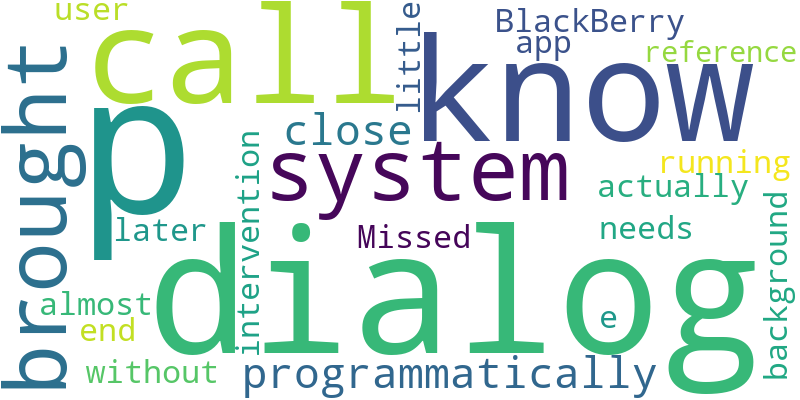 user
call
little
BlackBerry
app
know
reference
brought
p
close
system
running
intervention
actually
background
later
Missed
needs
dialog
almost
end
e
without
programmatically